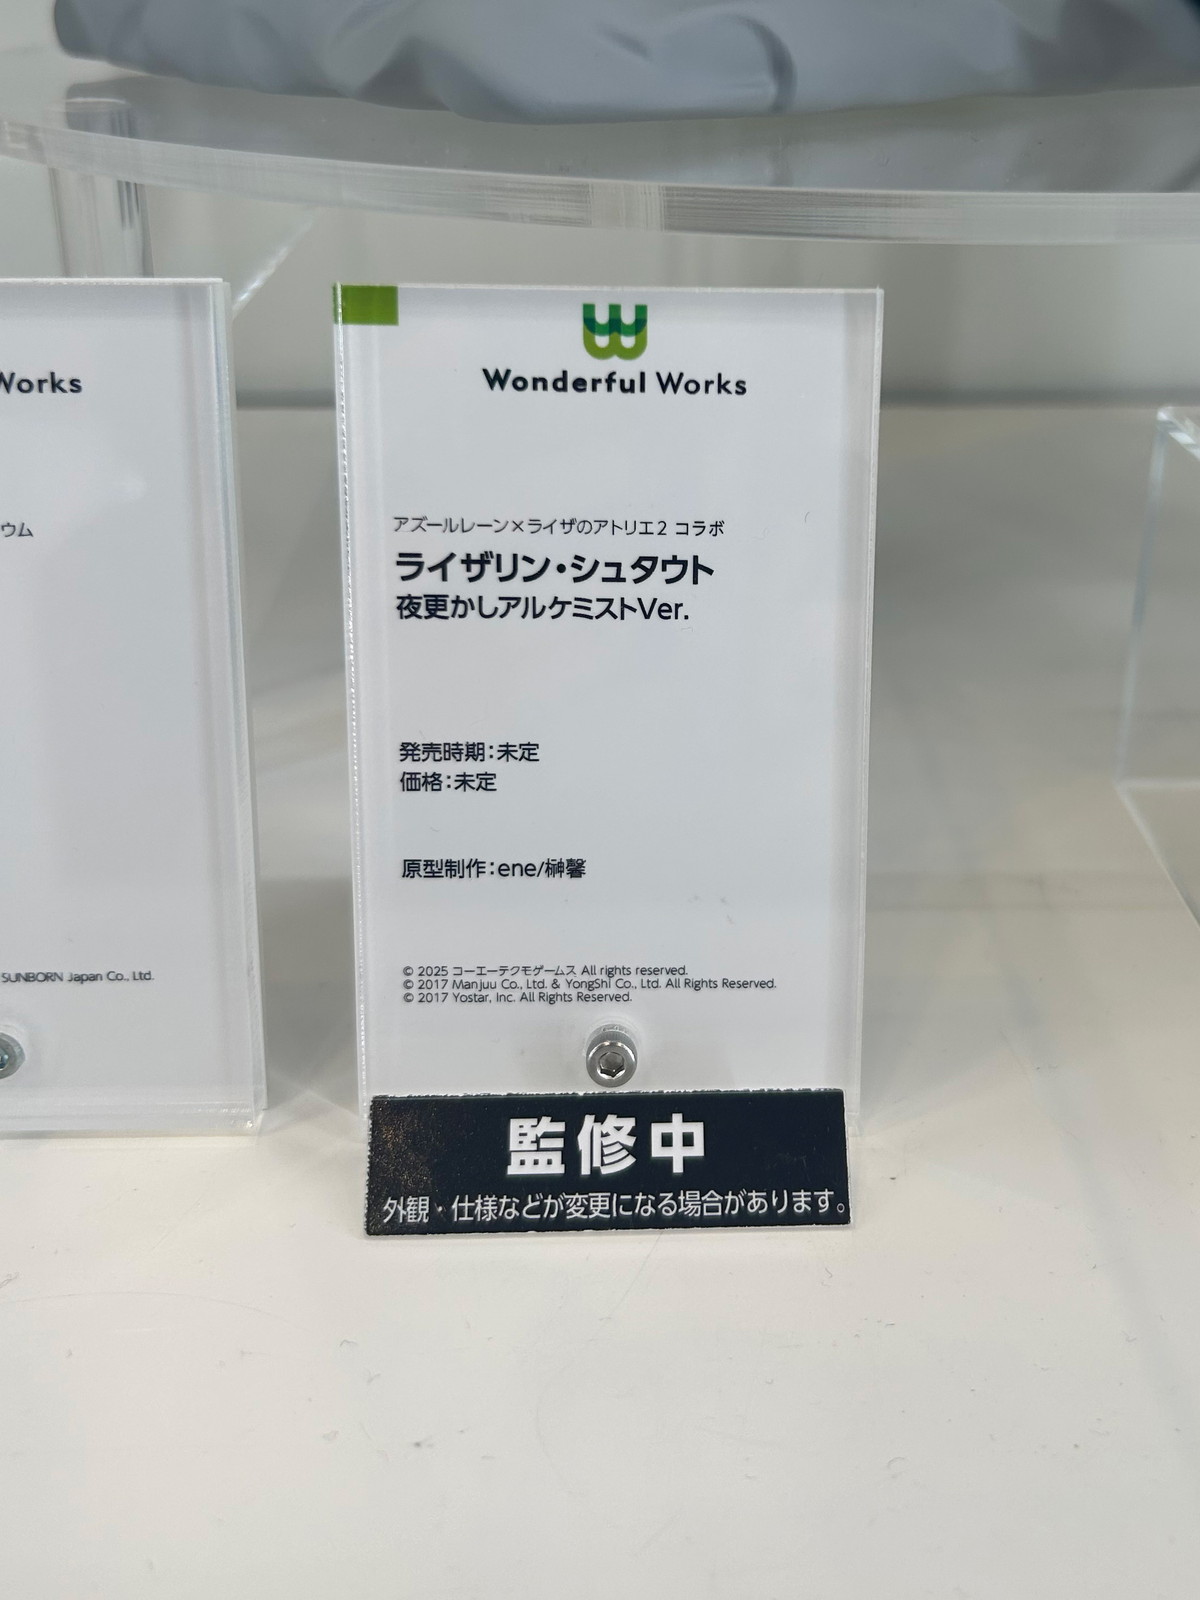 Works
ウム
SUNBORN Japan Co., Ltd.
Wonderful Works
アズールレーン×ライザのアトリエ2 コラボ
ライザリン・シュタウト
夜更かしアルケミストVer.
発売時期：未定
価格：未定
原型制作：ene/榊馨
© 2025 コーエーテクモゲームス All rights reserved.
© 2017 Manjuu Co., Ltd. & YongShi Co., Ltd. All Rights Reserved.
© 2017 Yostar, Inc. All Rights Reserved.
監修中
外観・仕様などが変更になる場合があります。